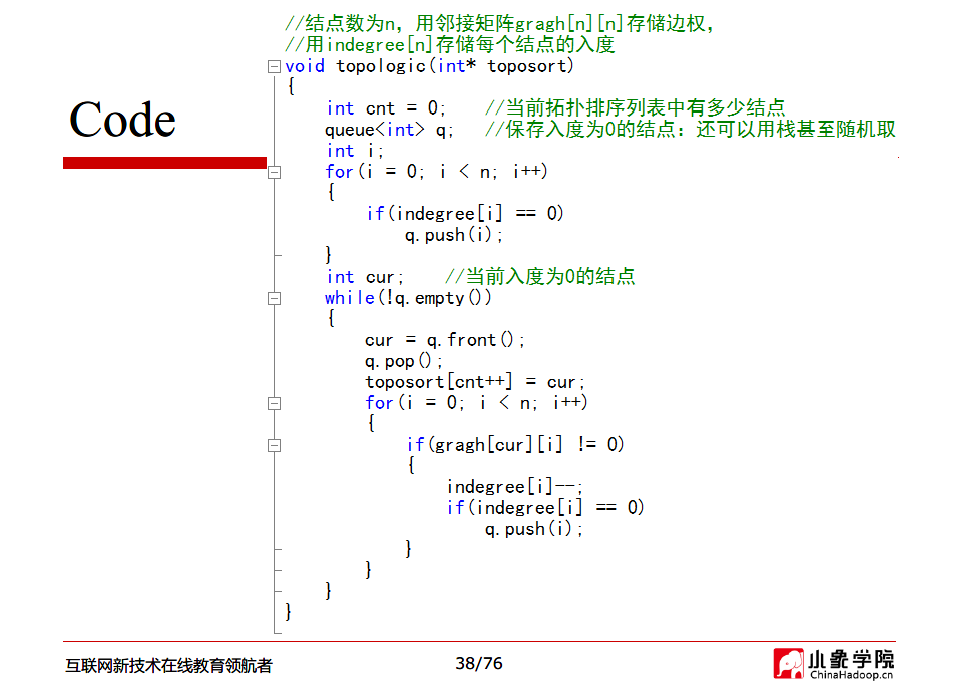 Code
//结点数为n，用邻接矩阵gragh[n][n]存储边权，
//用indegree[n]存储每个结点的入度
void topologic(int* toposort)
{
    int cnt = 0;    //当前拓扑排序列表中有多少结点
    queue<int> q;   //保存入度为0的结点：还可以用栈甚至随机取
    int i;
    for(i = 0; i < n; i++)
    {
        if(indegree[i] == 0)
            q.push(i);
    }
    int cur;    //当前入度为0的结点
    while(!q.empty())
    {
        cur = q.front();
        q.pop();
        toposort[cnt++] = cur;
        for(i = 0; i < n; i++)
        {
            if(gragh[cur][i] != 0)
            {
                indegree[i]--;
                if(indegree[i] == 0)
                    q.push(i);
            }
        }
    }
}
互联网新技术在线教育领航者
38/76
小象学院
ChinaHadoop.cn